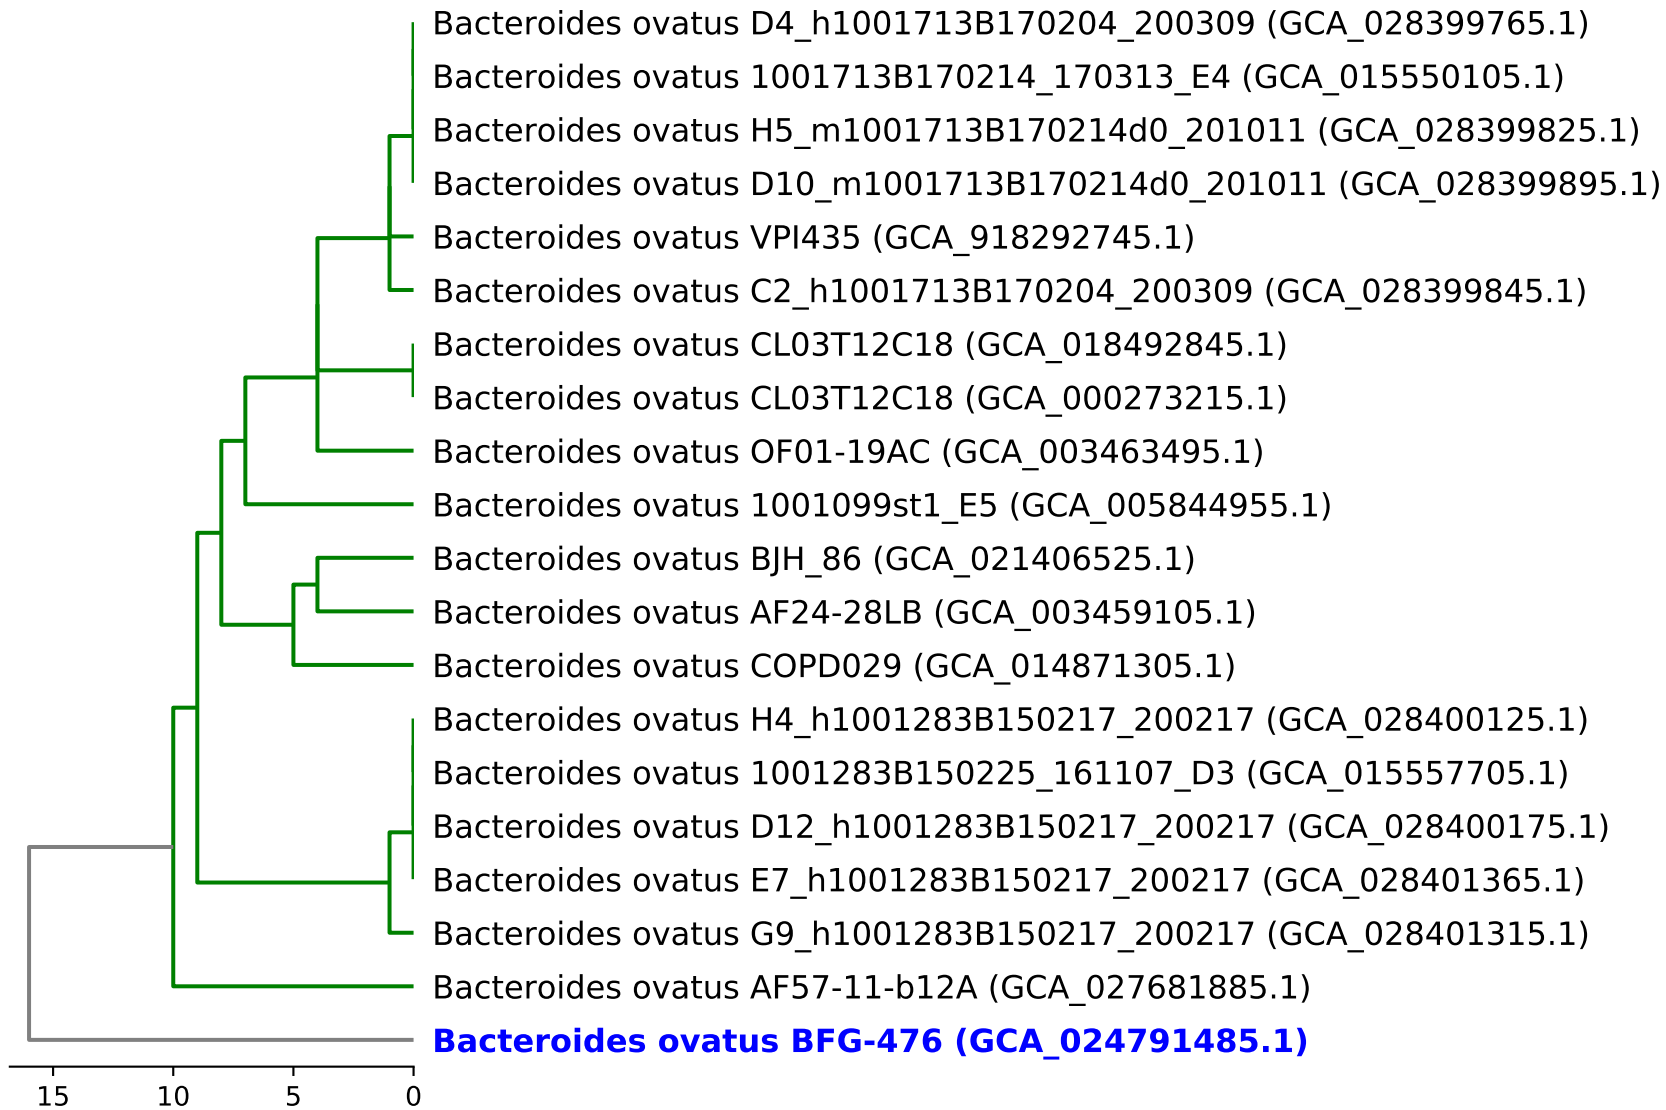 Bacteroides ovatus D4_h1001713B170204_200309 (GCA_028399765.1)
Bacteroides ovatus 1001713B170214_170313_E4 (GCA_015550105.1)
Bacteroides ovatus H5_m1001713B170214d0_201011 (GCA_028399825.1)
Bacteroides ovatus D10_m1001713B170214d0_201011 (GCA_028399895.1)
Bacteroides ovatus VPI435 (GCA_918292745.1)
Bacteroides ovatus C2_h1001713B170204_200309 (GCA_028399845.1)
Bacteroides ovatus CL03T12C18 (GCA_018492845.1)
Bacteroides ovatus CL03T12C18 (GCA_000273215.1)
Bacteroides ovatus OF01-19AC (GCA_003463495.1)
Bacteroides ovatus 1001099st1_E5 (GCA_005844955.1)
Bacteroides ovatus BJH_86 (GCA_021406525.1)
Bacteroides ovatus AF24-28LB (GCA_003459105.1)
Bacteroides ovatus COPD029 (GCA_014871305.1)
Bacteroides ovatus H4_h1001283B150217_200217 (GCA_028400125.1)
Bacteroides ovatus 1001283B150225_161107_D3 (GCA_015557705.1)
Bacteroides ovatus D12_h1001283B150217_200217 (GCA_028400175.1)
Bacteroides ovatus E7_h1001283B150217_200217 (GCA_028401365.1)
Bacteroides ovatus G9_h1001283B150217_200217 (GCA_028401315.1)
Bacteroides ovatus AF57-11-b12A (GCA_027681885.1)
Bacteroides ovatus BFG-476 (GCA_024791485.1)
15 10 5 0